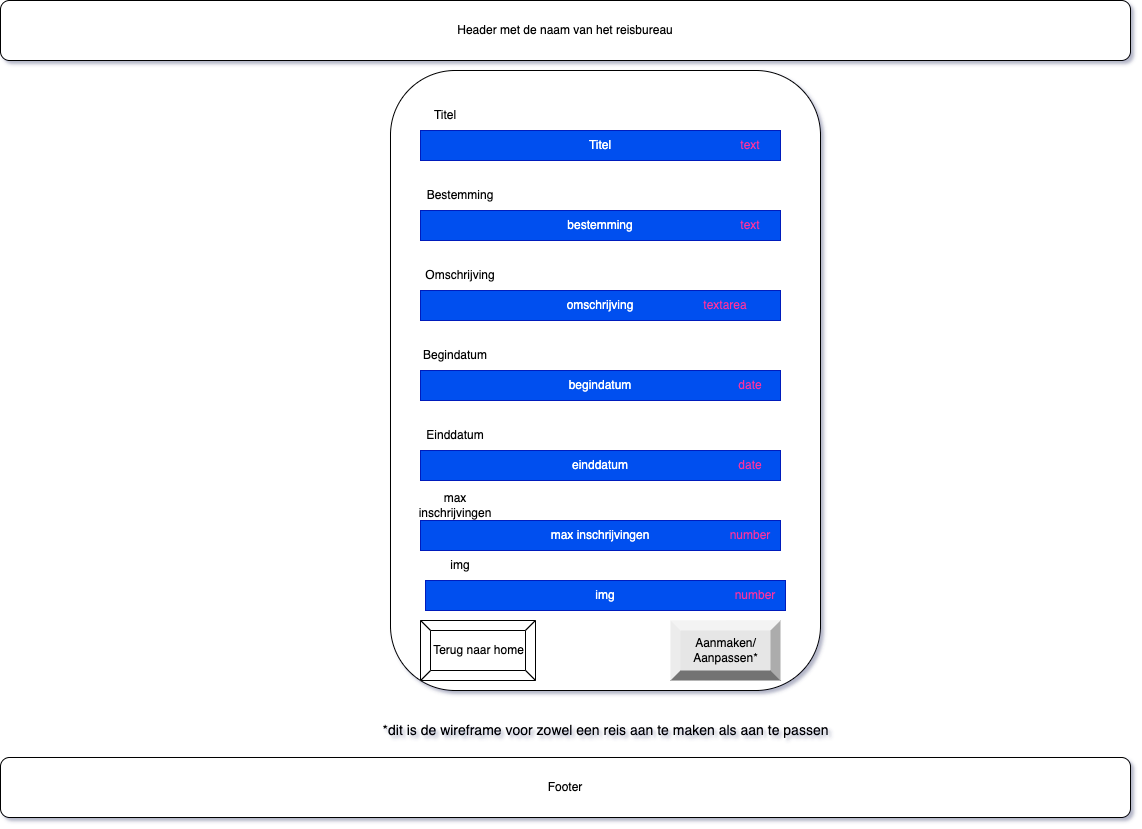 Header met de naam van het reisbureau
Titel
Titel text
Bestemming
bestemming text
Omschrijving
omschrijving textarea
Begindatum
begindatum date
Einddatum
einddatum date
max
inschrijvingen
max inschrijvingen number
img
img number
Terug naar home
Aanmaken/
Aanpassen*
*dit is de wireframe voor zowel een reis aan te maken als aan te passen
Footer